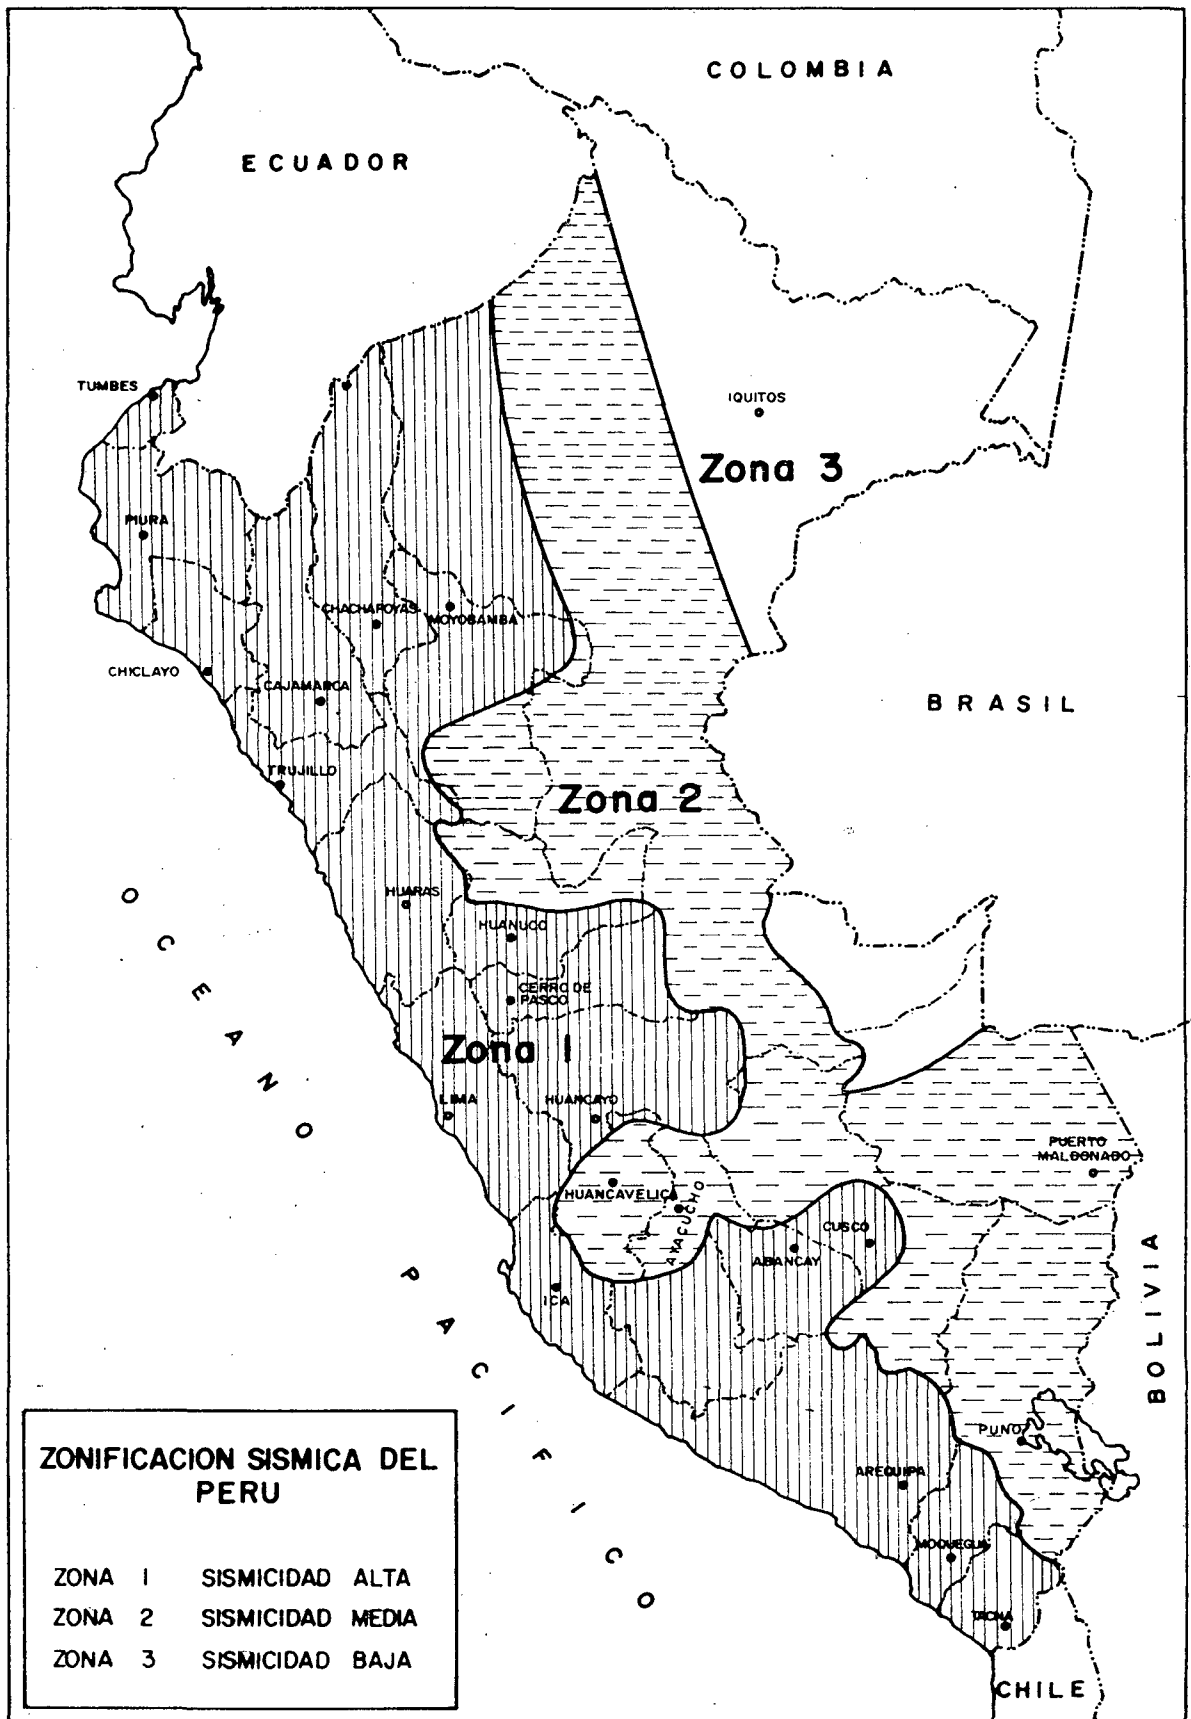 COLOMBIA
ECUADOR
TUMBES
IQUITOS
Zona 3
PIURA
CHACHAPOYAS
MOYOBAMBA
CHICLAYO
CAJAMARCA
BRASIL
TRUJILLO
Zona 2
HUARAS
HUANUCO
CERRO DE
PASCO
Zona 1
LIMA
HUANCAYO
PUERTO
MALDONADO
HUANCAVELICA
AYACUCHO
CUSCO
ABANCAY
ICA
BOLIVIA
OCEANO PACIFICO
PUNO
AREQUIPA
MOQUEGUA
TACNA
CHILE
ZONIFICACION SISMICA DEL
PERU
ZONA 1 SISMICIDAD ALTA
ZONA 2 SISMICIDAD MEDIA
ZONA 3 SISMICIDAD BAJA